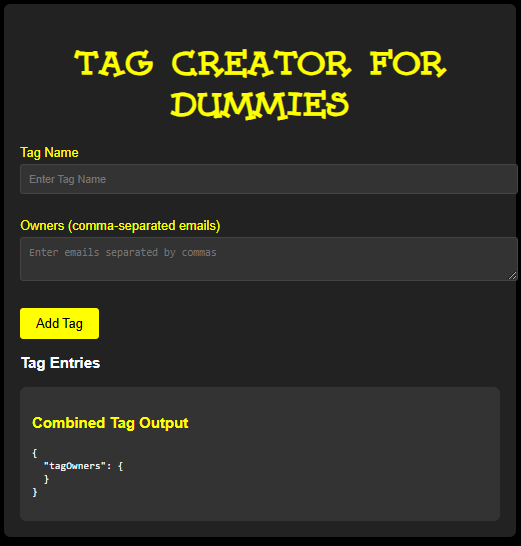 TAG CREATOR FOR
DUMMIES
Tag Name
Enter Tag Name
Owners (comma-separated emails)
Enter emails separated by commas
Add Tag
Tag Entries
Combined Tag Output
{
  "tagOwners": {
  }
}